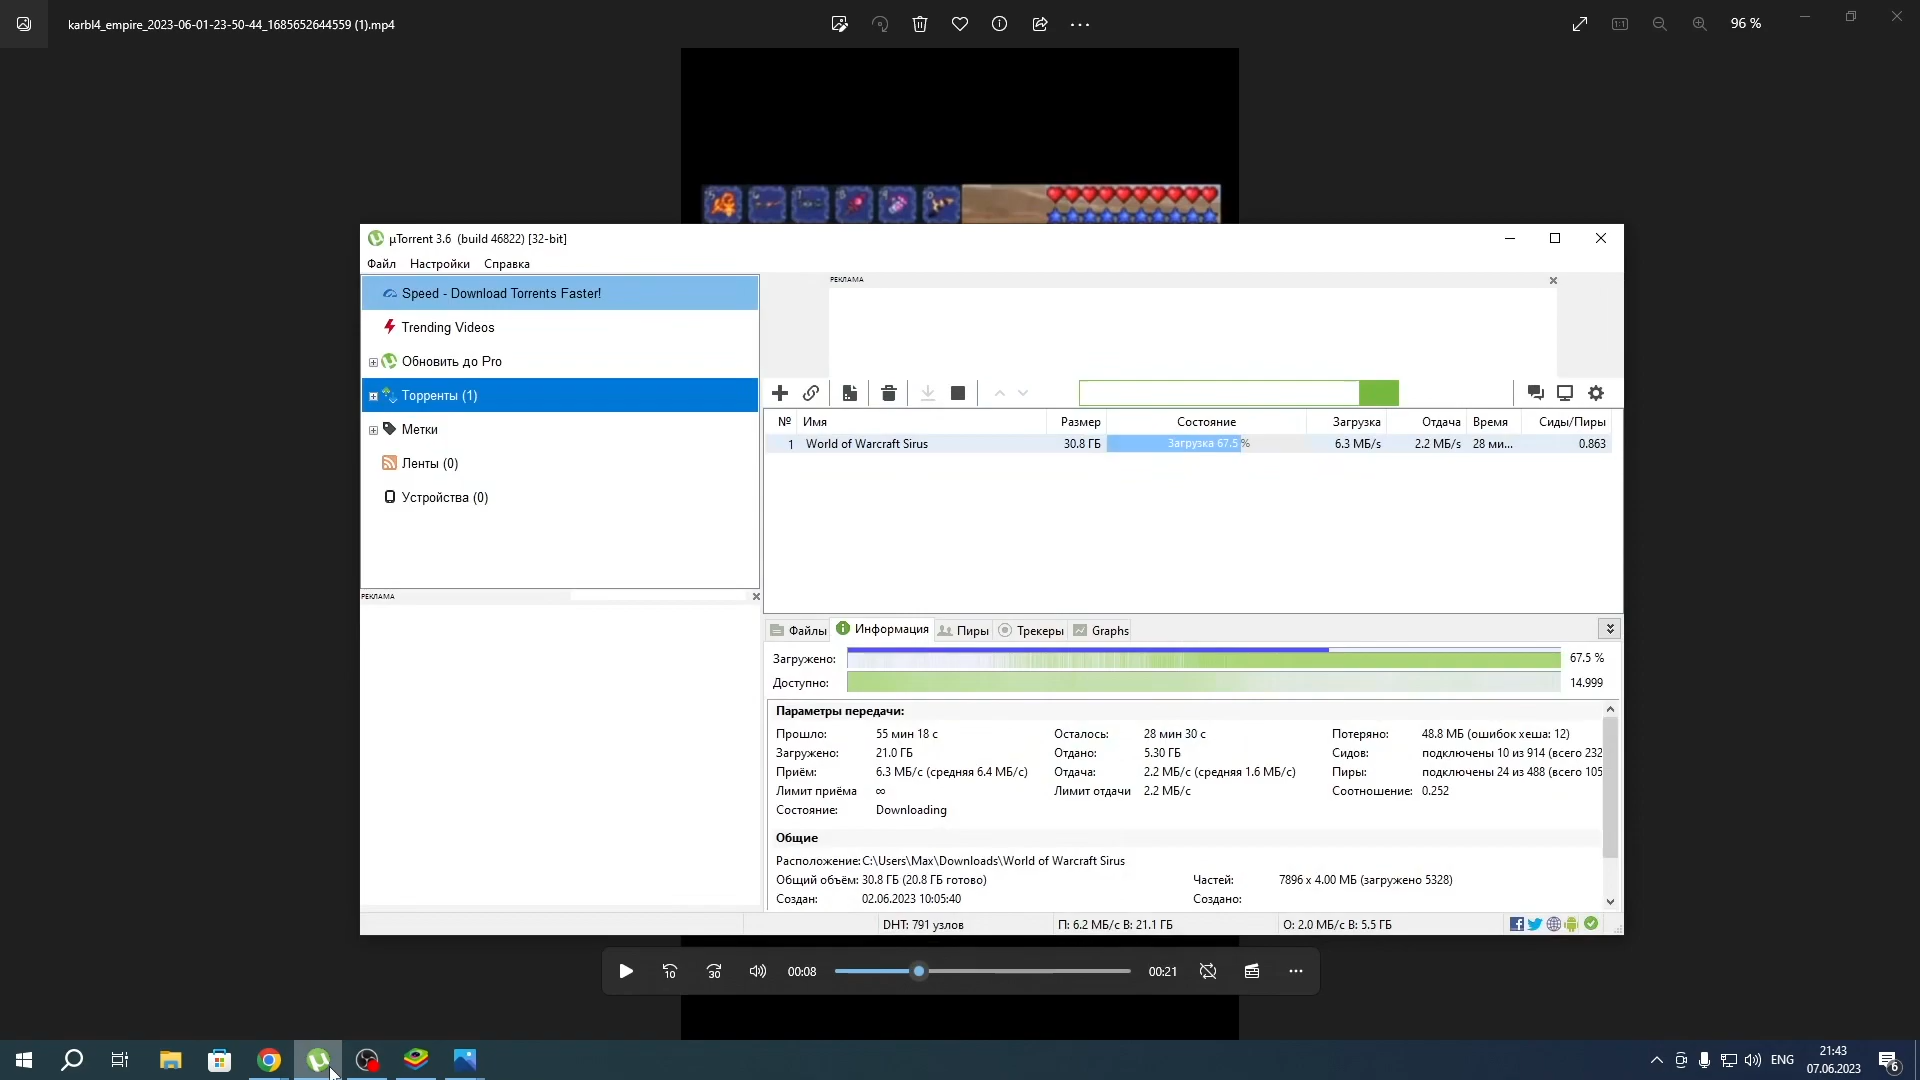 karbl4_empire_2023-06-01-23-50-44_1685652644559 (1).mp4
96 %
µTorrent 3.6 (build 46822) [32-bit]
Файл Настройки Справка
Speed - Download Torrents Faster!
Trending Videos
Обновить до Pro
Торренты (1)
Метки
Ленты (0)
Устройства (0)
РЕКЛАМА
РЕКЛАМА
№ Имя Размер Состояние Загрузка Отдача Время Сиды/Пиры
1 World of Warcraft Sirus 30.8 ГБ Загрузка 67.5 % 6.3 MБ/s 2.2 MБ/s 28 ми... 0.863
Файлы Информация Пиры Трекеры Graphs
Загружено: 67.5 %
Доступно: 14.999
Параметры передачи:
Прошло: 55 мин 18 с Осталось: 28 мин 30 с Потеряно: 48.8 МБ (ошибок хеша: 12)
Загружено: 21.0 ГБ Отдано: 5.30 ГБ Сидов: подключены 10 из 914 (всего 232
Приём: 6.3 МБ/с (средняя 6.4 МБ/с) Отдача: 2.2 МБ/с (средняя 1.6 МБ/с) Пиры: подключены 24 из 488 (всего 105
Лимит приёма ∞ Лимит отдачи 2.2 МБ/с Соотношение: 0.252
Состояние: Downloading
Общие
Расположение: C:\Users\Max\Downloads\World of Warcraft Sirus
Общий объём: 30.8 ГБ (20.8 ГБ готово) Частей: 7896 x 4.00 МБ (загружено 5328)
Создан: 02.06.2023 10:05:40 Создано:
DHT: 791 узлов П: 6.2 МБ/с В: 21.1 ГБ О: 2.0 МБ/с В: 5.5 ГБ
10 30 00:08 00:21
ENG 21:43
07.06.2023
6